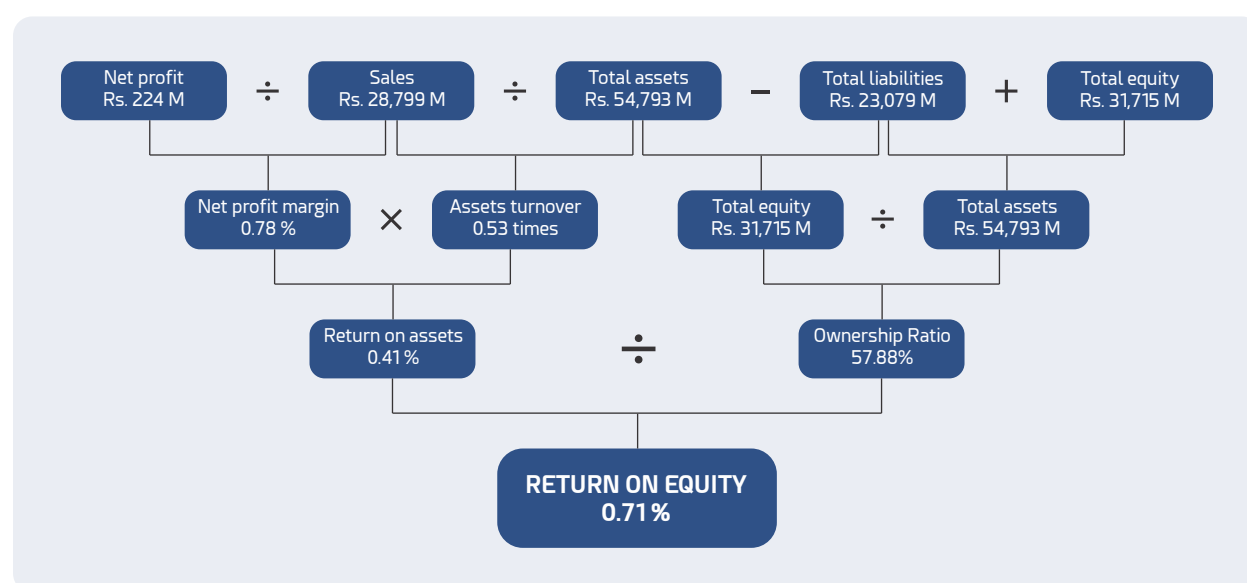 Net profit
Rs. 224 M
÷
Sales
Rs. 28,799 M
÷
Total assets
Rs. 54,793 M
−
Total liabilities
Rs. 23,079 M
+
Total equity
Rs. 31,715 M
Net profit margin
0.78 %
×
Assets turnover
0.53 times
Total equity
Rs. 31,715 M
÷
Total assets
Rs. 54,793 M
Return on assets
0.41 %
÷
Ownership Ratio
57.88%
RETURN ON EQUITY
0.71 %